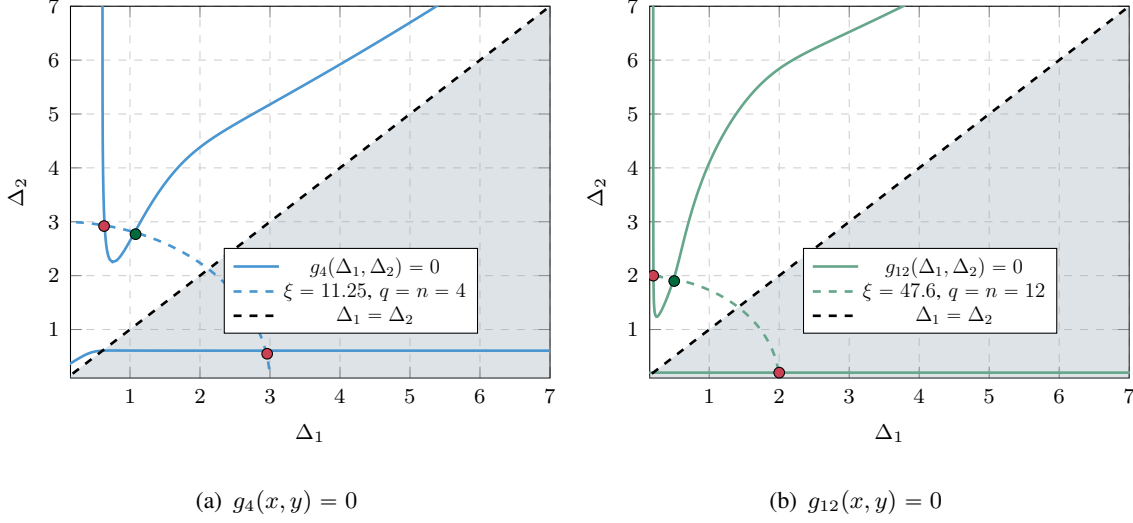 7
6
5
4
3
2
1
Δ₂
1 2 3 4 5 6 7
Δ₁
g₄(Δ₁, Δ₂) = 0
ξ = 11.25, q = n = 4
Δ₁ = Δ₂
(a) g₄(x, y) = 0
7
6
5
4
3
2
1
Δ₂
1 2 3 4 5 6 7
Δ₁
g₁₂(Δ₁, Δ₂) = 0
ξ = 47.6, q = n = 12
Δ₁ = Δ₂
(b) g₁₂(x, y) = 0